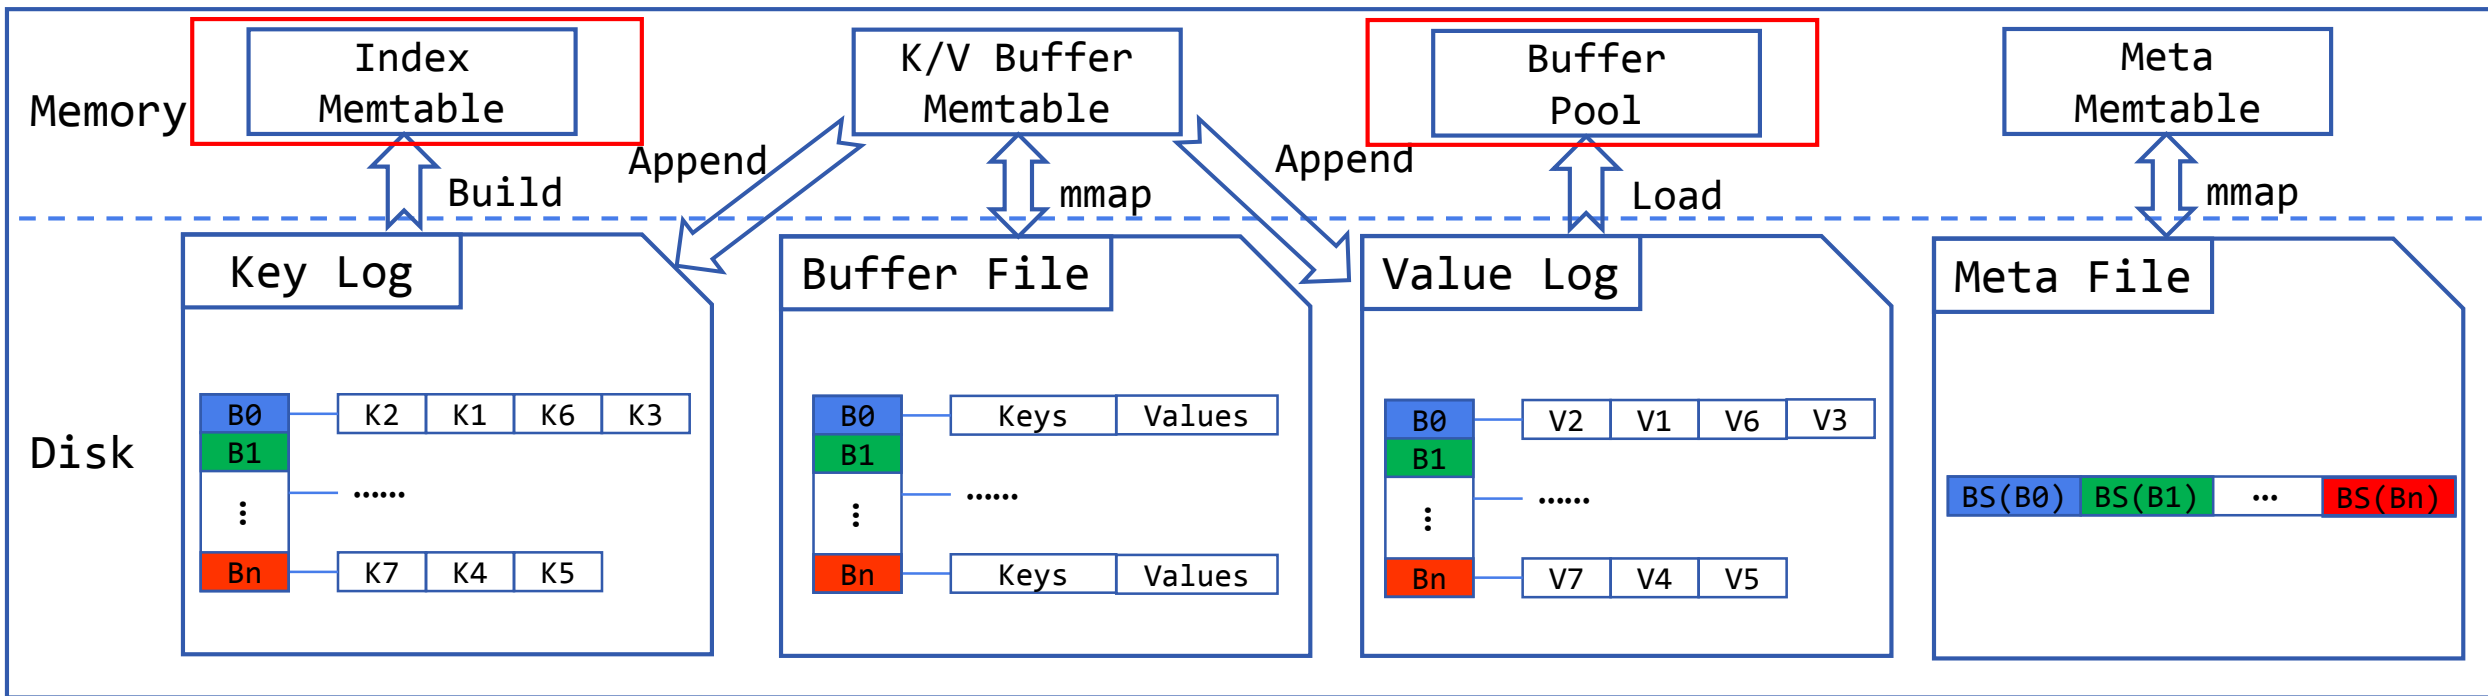 Memory
Index
Memtable
K/V Buffer
Memtable
Buffer
Pool
Meta
Memtable
Build
Append
mmap
Append
Load
mmap
Disk
Key Log
B0 K2 K1 K6 K3
B1
⋮ ……
Bn K7 K4 K5
Buffer File
B0 Keys Values
B1
⋮ ……
Bn Keys Values
Value Log
B0 V2 V1 V6 V3
B1
⋮ ……
Bn V7 V4 V5
Meta File
BS(B0) BS(B1) … BS(Bn)